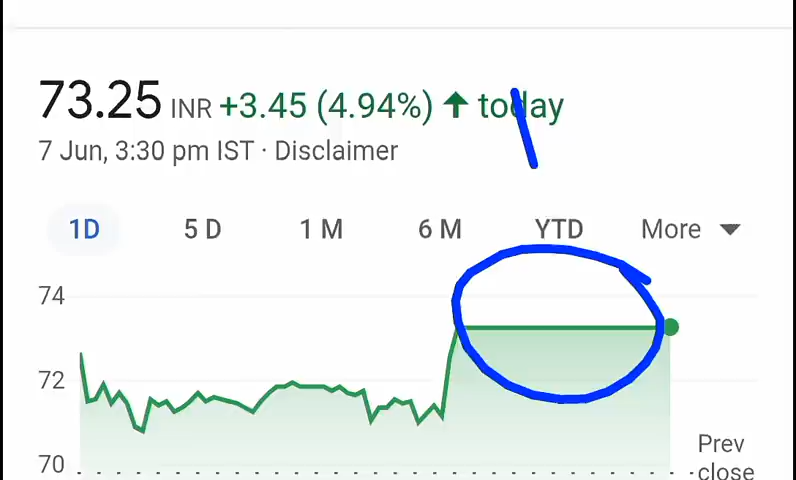 73.25 INR +3.45 (4.94%) ↑ today
7 Jun, 3:30 pm IST · Disclaimer
1D 5 D 1 M 6 M YTD More
74
72
70
Prev
close